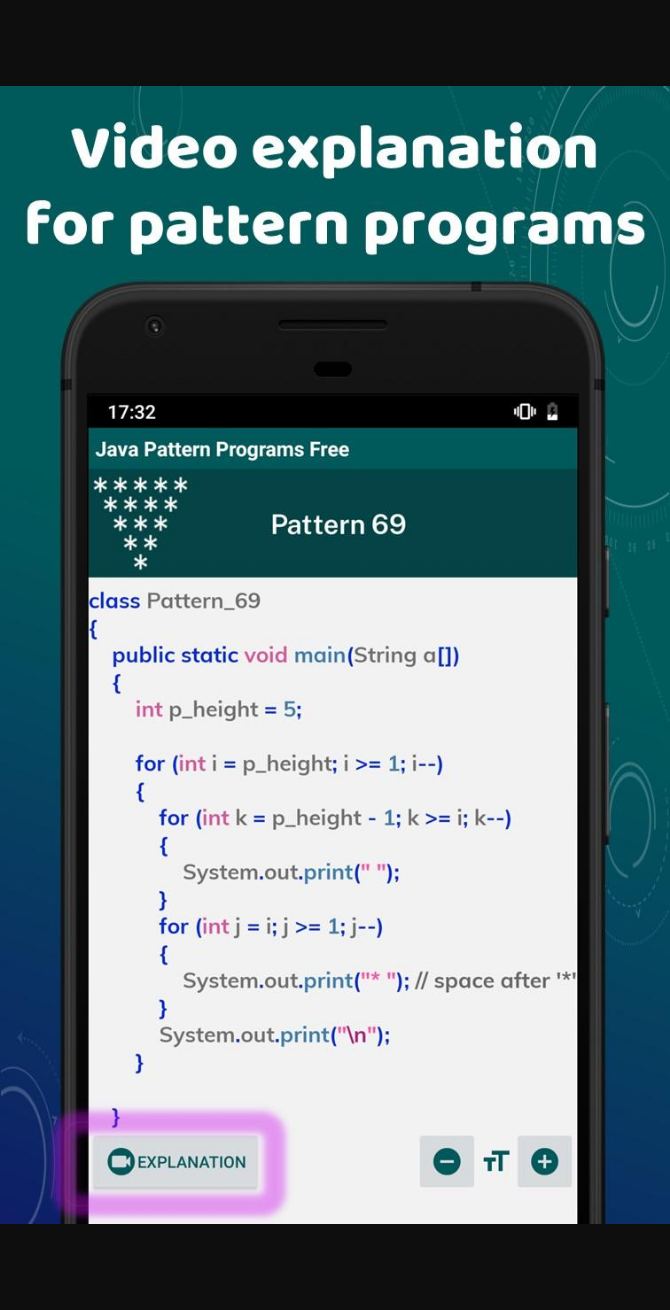 Video explanation
for pattern programs
17:32
Java Pattern Programs Free
* * * * *
* * * *
* * *
* *
*
Pattern 69
class Pattern_69
{
    public static void main(String a[])
    {
        int p_height = 5;
        for (int i = p_height; i >= 1; i--)
        {
            for (int k = p_height - 1; k >= i; k--)
            {
                System.out.print(" ");
            }
            for (int j = i; j >= 1; j--)
            {
                System.out.print("* "); // space after '*'
            }
            System.out.print("\n");
        }
    }
EXPLANATION
TT